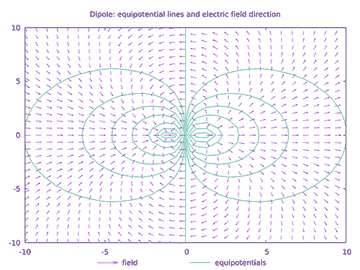 Dipole: equipotential lines and electric field direction
10
5
0
-5
-10
-10 -5 0 5 10
field equipotentials